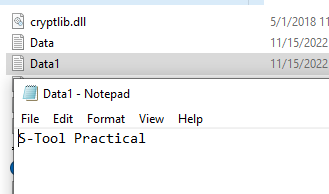 cryptlib.dll 5/1/2018 11
Data 11/15/2022
Data1 11/15/2022
Data1 - Notepad
File Edit Format View Help
S-Tool Practical